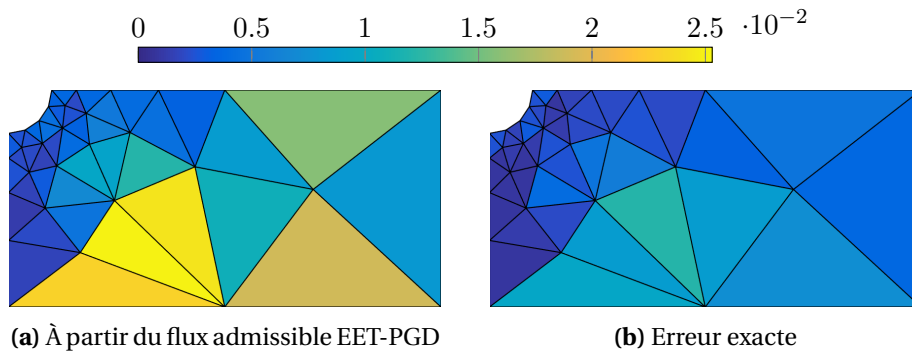 0 0.5 1 1.5 2 2.5 ·10⁻²
(a) À partir du flux admissible EET-PGD
(b) Erreur exacte